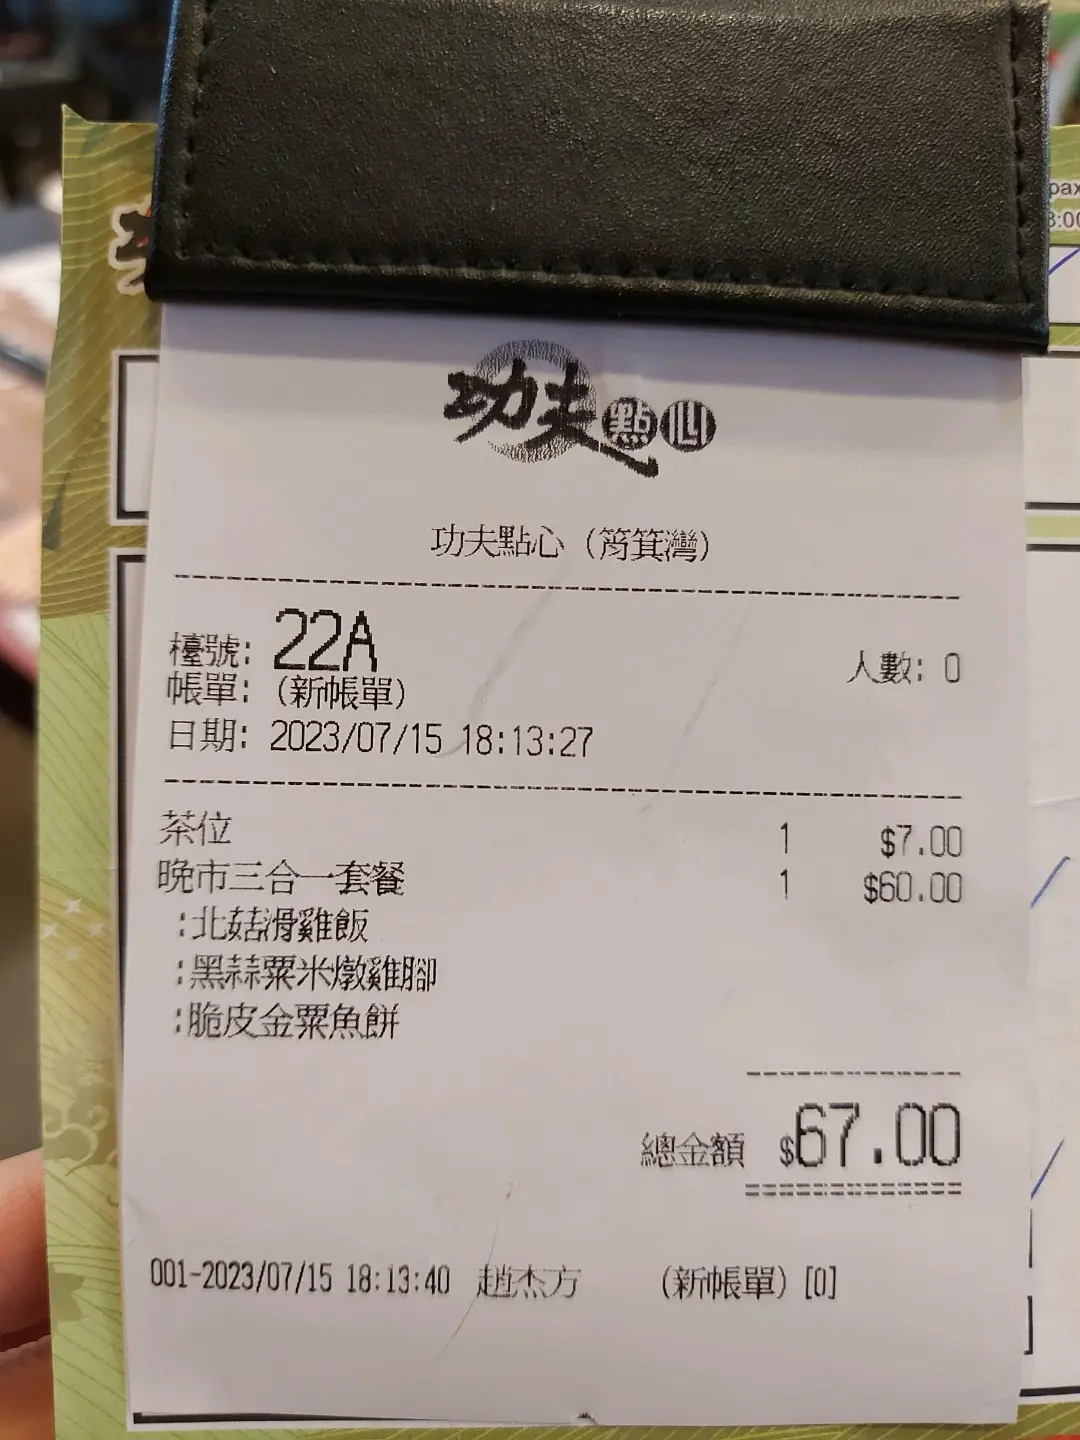 功夫點心
功夫點心（筲箕灣）
檯號: 22A 人數: 0
帳單: (新帳單)
日期: 2023/07/15 18:13:27
茶位 1 $7.00
晚市三合一套餐 1 $60.00
:北菇滑雞飯
:黑蒜粟米燉雞腳
:脆皮金粟魚餅
總金額 $67.00
001-2023/07/15 18:13:40 趙杰方 (新帳單) [0]
pax